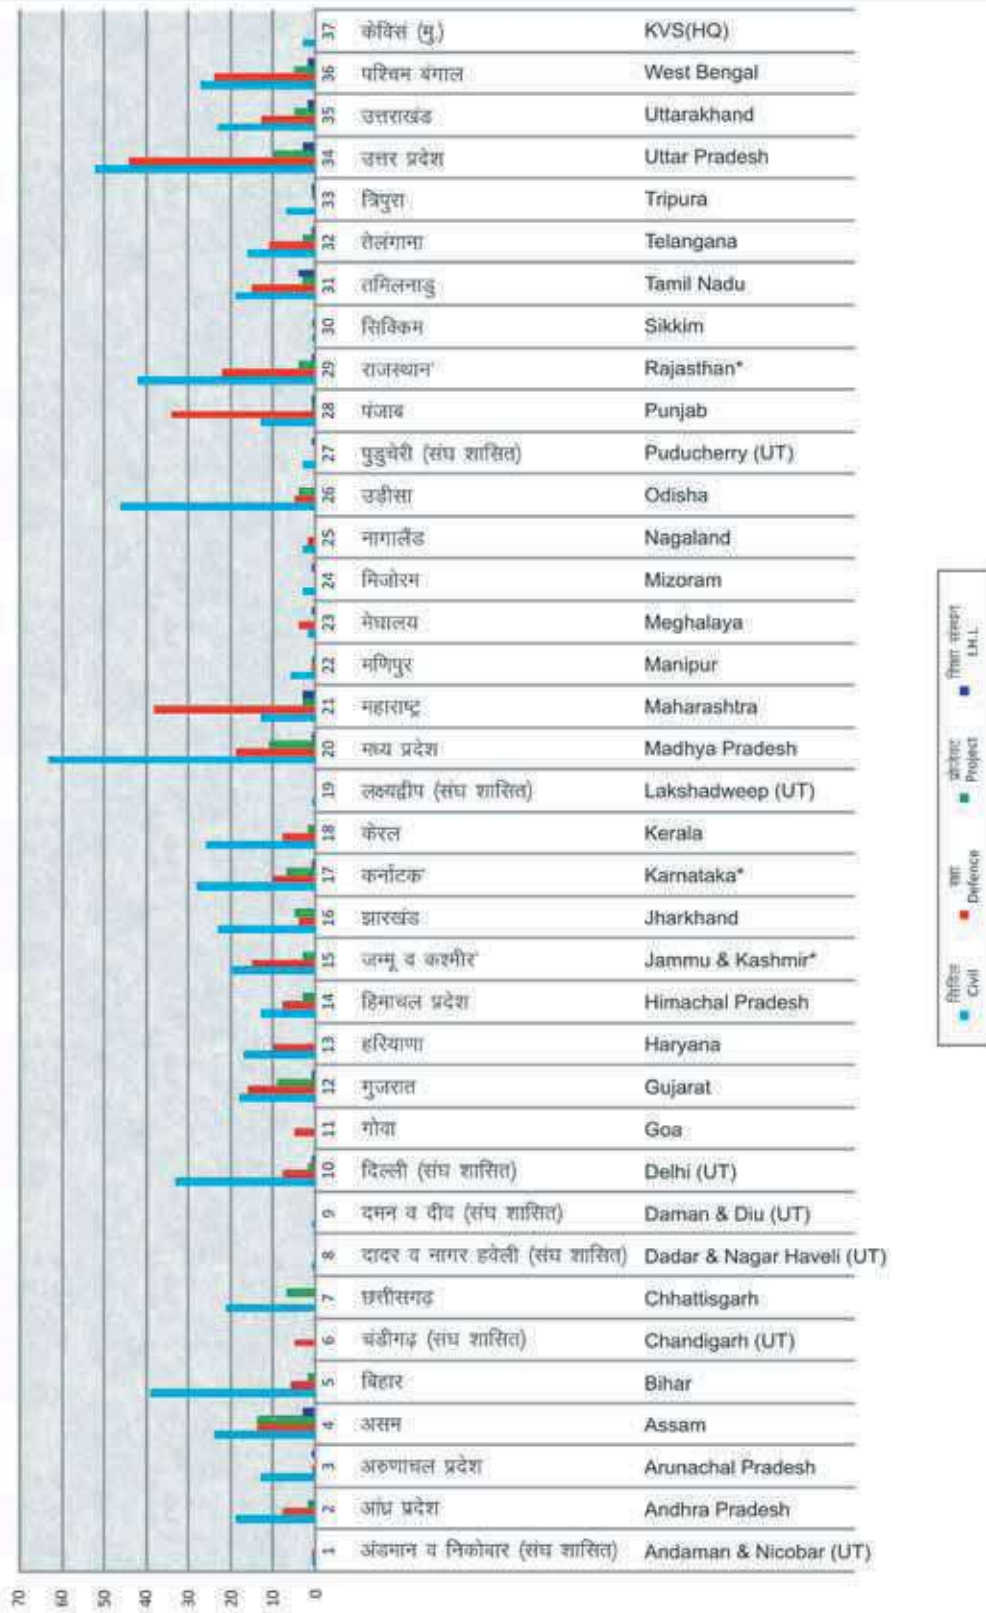 37 केविसं (मु.) KVS(HQ)
36 पश्चिम बंगाल West Bengal
35 उत्तराखंड Uttarakhand
34 उत्तर प्रदेश Uttar Pradesh
33 त्रिपुरा Tripura
32 तेलंगाना Telangana
31 तमिलनाडु Tamil Nadu
30 सिक्किम Sikkim
29 राजस्थान* Rajasthan*
28 पंजाब Punjab
27 पुडुचेरी (संघ शासित) Puducherry (UT)
26 उड़ीसा Odisha
25 नागालैंड Nagaland
24 मिजोरम Mizoram
23 मेघालय Meghalaya
22 मणिपुर Manipur
21 महाराष्ट्र Maharashtra
20 मध्य प्रदेश Madhya Pradesh
19 लक्ष्यद्वीप (संघ शासित) Lakshadweep (UT)
18 केरल Kerala
17 कर्नाटक* Karnataka*
16 झारखंड Jharkhand
15 जम्मू व कश्मीर* Jammu & Kashmir*
14 हिमाचल प्रदेश Himachal Pradesh
13 हरियाणा Haryana
12 गुजरात Gujarat
11 गोवा Goa
10 दिल्ली (संघ शासित) Delhi (UT)
9 दमन व दीव (संघ शासित) Daman & Diu (UT)
8 दादर व नागर हवेली (संघ शासित) Dadar & Nagar Haveli (UT)
7 छत्तीसगढ़ Chhattisgarh
6 चंडीगढ़ (संघ शासित) Chandigarh (UT)
5 बिहार Bihar
4 असम Assam
3 अरुणाचल प्रदेश Arunachal Pradesh
2 आंध्र प्रदेश Andhra Pradesh
1 अंडमान व निकोबार (संघ शासित) Andaman & Nicobar (UT)
70 60 50 40 30 20 10 0
सिविल रक्षा प्रोजेक्ट शिक्षा संस्थान
Civil Defence Project I.H.L